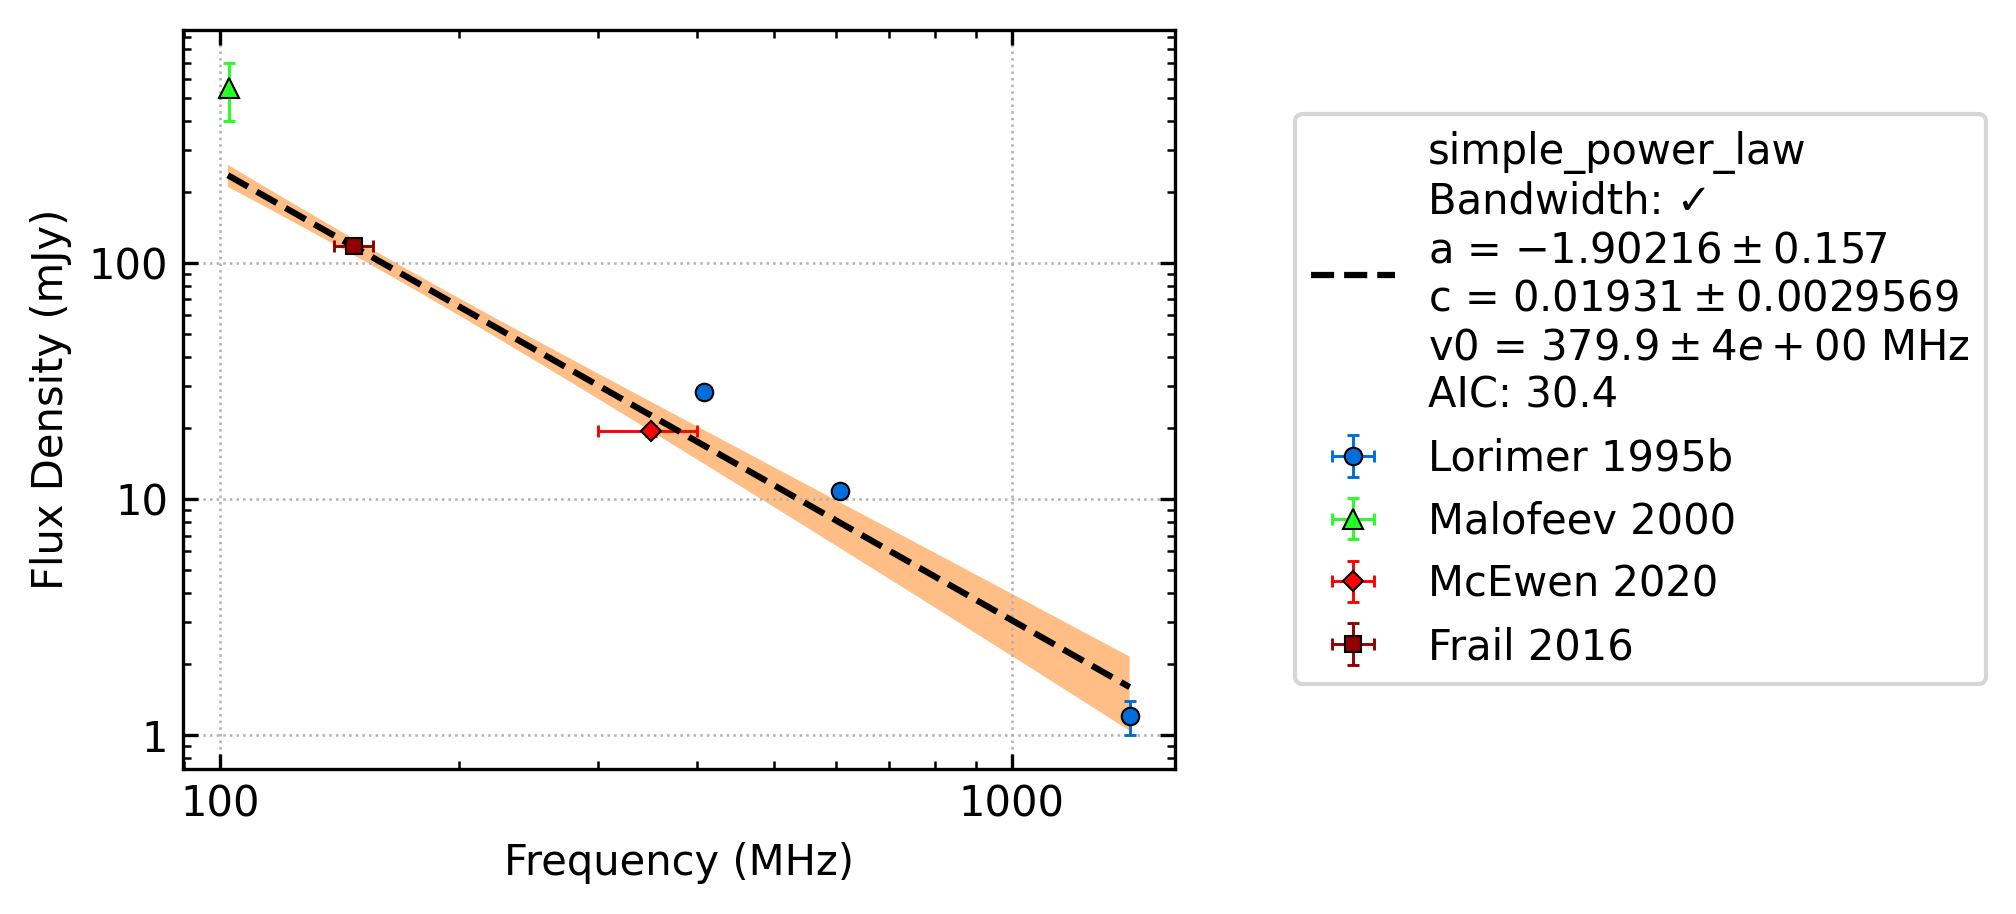 Flux Density (mJy)
100
10
1
100
1000
Frequency (MHz)
simple_power_law
Bandwidth: ✓
a = −1.90216 ± 0.157
c = 0.01931 ± 0.0029569
v0 = 379.9 ± 4e + 00 MHz
AIC: 30.4
Lorimer 1995b
Malofeev 2000
McEwen 2020
Frail 2016